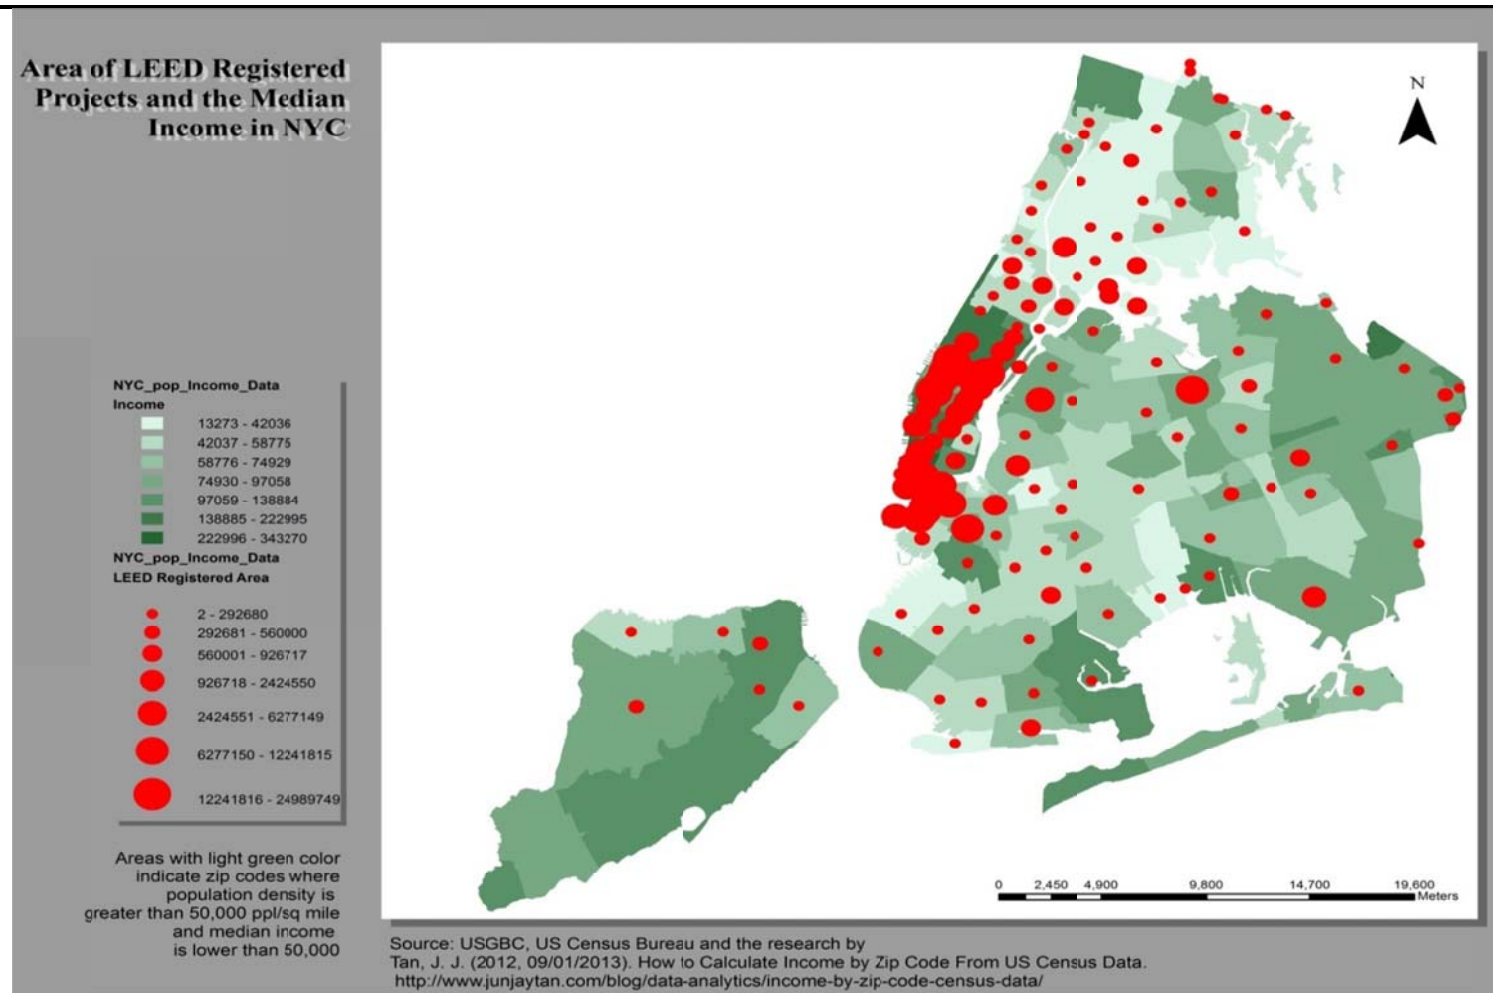 Area of LEED Registered
Projects and the Median
Income in NYC
N
NYC_pop_Income_Data
Income
13273 - 42036
42037 - 58775
58776 - 74929
74930 - 97058
97059 - 138884
138885 - 222995
222996 - 343270
NYC_pop_Income_Data
LEED Registered Area
2 - 292680
292681 - 560000
560001 - 926717
926718 - 2424550
2424551 - 6277149
6277150 - 12241815
12241816 - 24989749
Areas with light green color
indicate zip codes where
population density is
greater than 50,000 ppl/sq mile
and median income
is lower than 50,000
0 2,450 4,900 9,800 14,700 19,600
Meters
Source: USGBC, US Census Bureau and the research by
Tan, J. J. (2012, 09/01/2013). How to Calculate Income by Zip Code From US Census Data.
http://www.junjaytan.com/blog/data-analytics/income-by-zip-code-census-data/